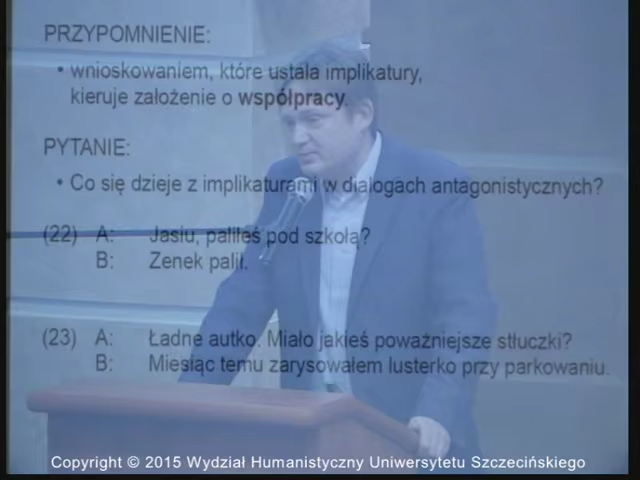 PRZYPOMNIENIE:
• wnioskowaniem, które ustala implikatury,
kieruje założenie o współpracy.
PYTANIE:
• Co się dzieje z implikaturami w dialogach antagonistycznych?
(22) A: Jasiu, paliłeś pod szkołą?
B: Zenek palił.
(23) A: Ładne autko. Miało jakieś poważniejsze stłuczki?
B: Miesiąc temu zarysowałem lusterko przy parkowaniu.
Copyright © 2015 Wydział Humanistyczny Uniwersytetu Szczecińskiego